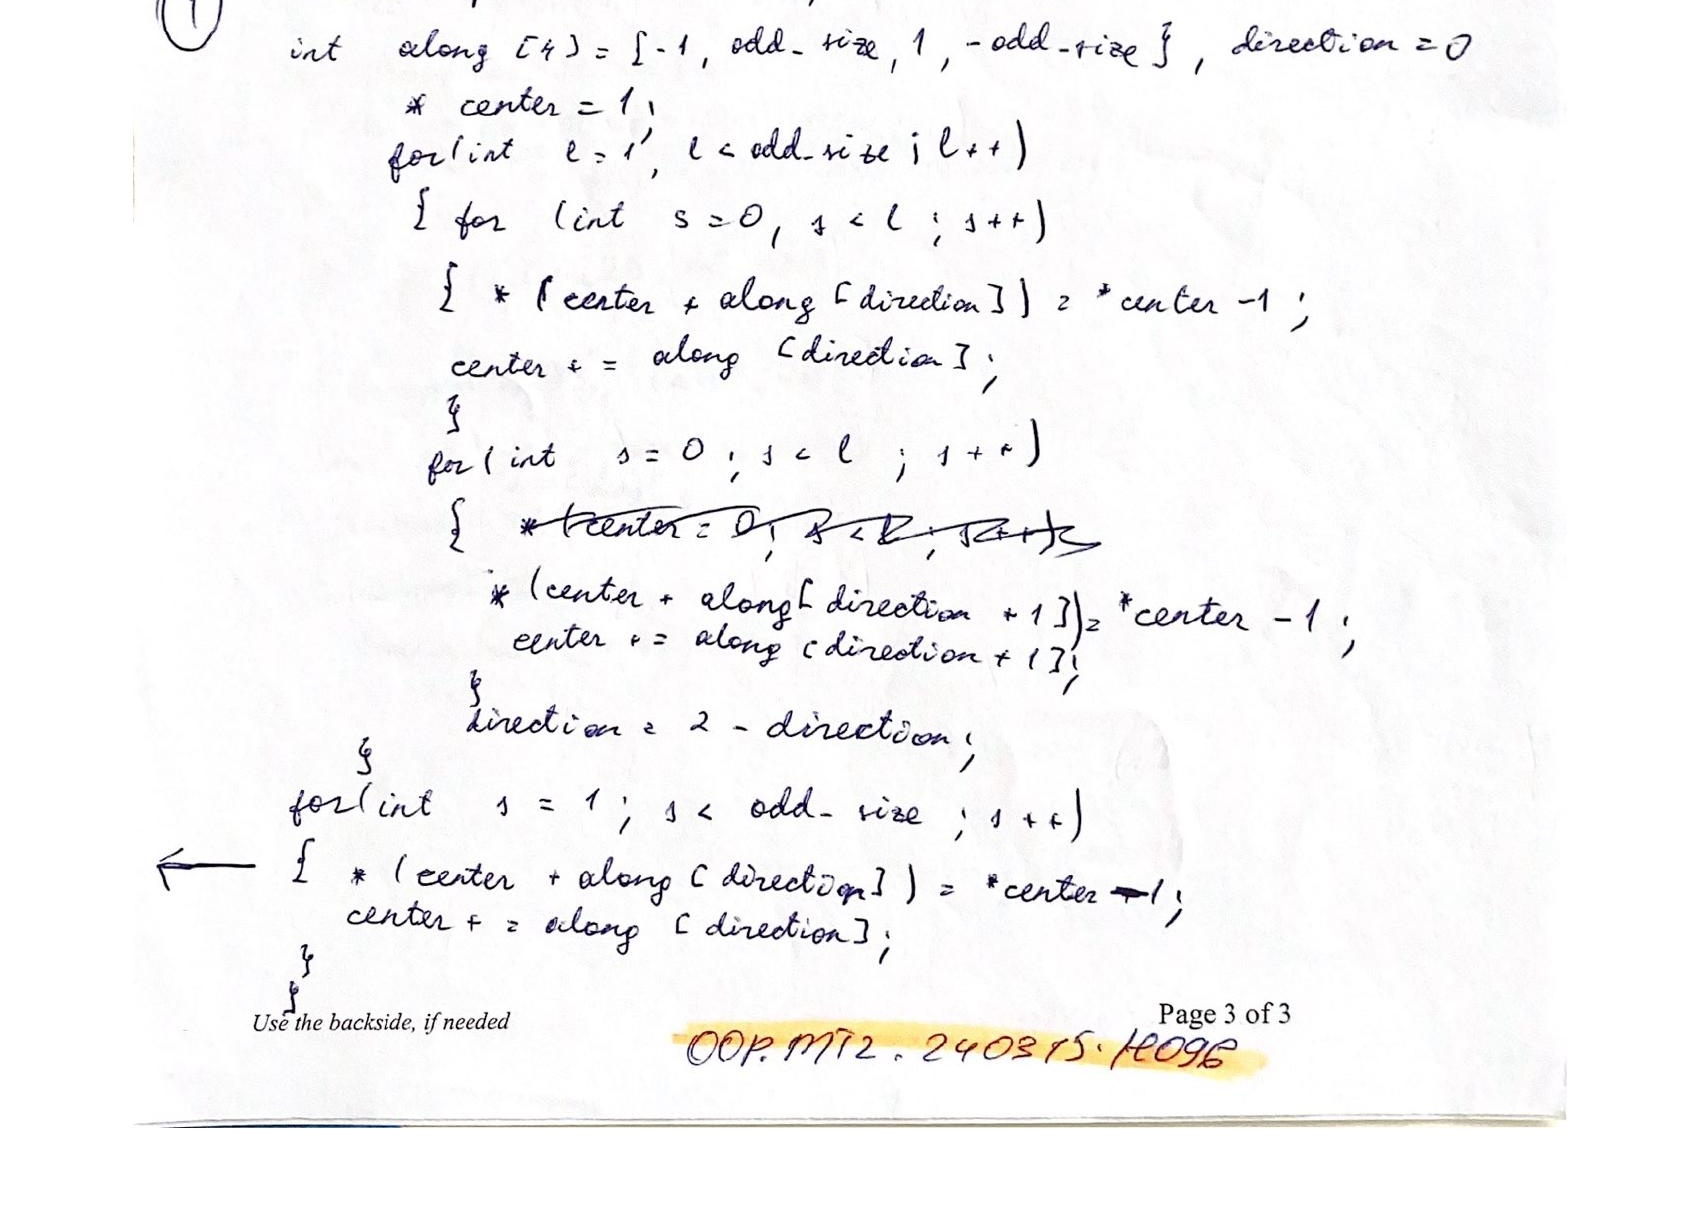 1
int along [4] = { -1, odd_size, 1, -odd_size } , direction = 0
* center = 1;
for(int l = 1, l < odd_size ; l++)
{ for (int s = 0, s < l ; s++)
{ * (center + along [direction]) = *center -1 ;
center += along [direction] ;
}
for (int s = 0 ; s < l ; s++)
{ * (center = 0; s < l ; s++)
* (center + along[direction +1]) = *center -1 ;
center += along [direction + 1];
}
direction = 2 - direction;
}
for(int s = 1 ; s < odd_size ; s++)
← { * (center + along [direction]) = *center -1;
center += along [direction] ;
}
}
Use the backside, if needed
Page 3 of 3
OOP.MT2.240315.H096